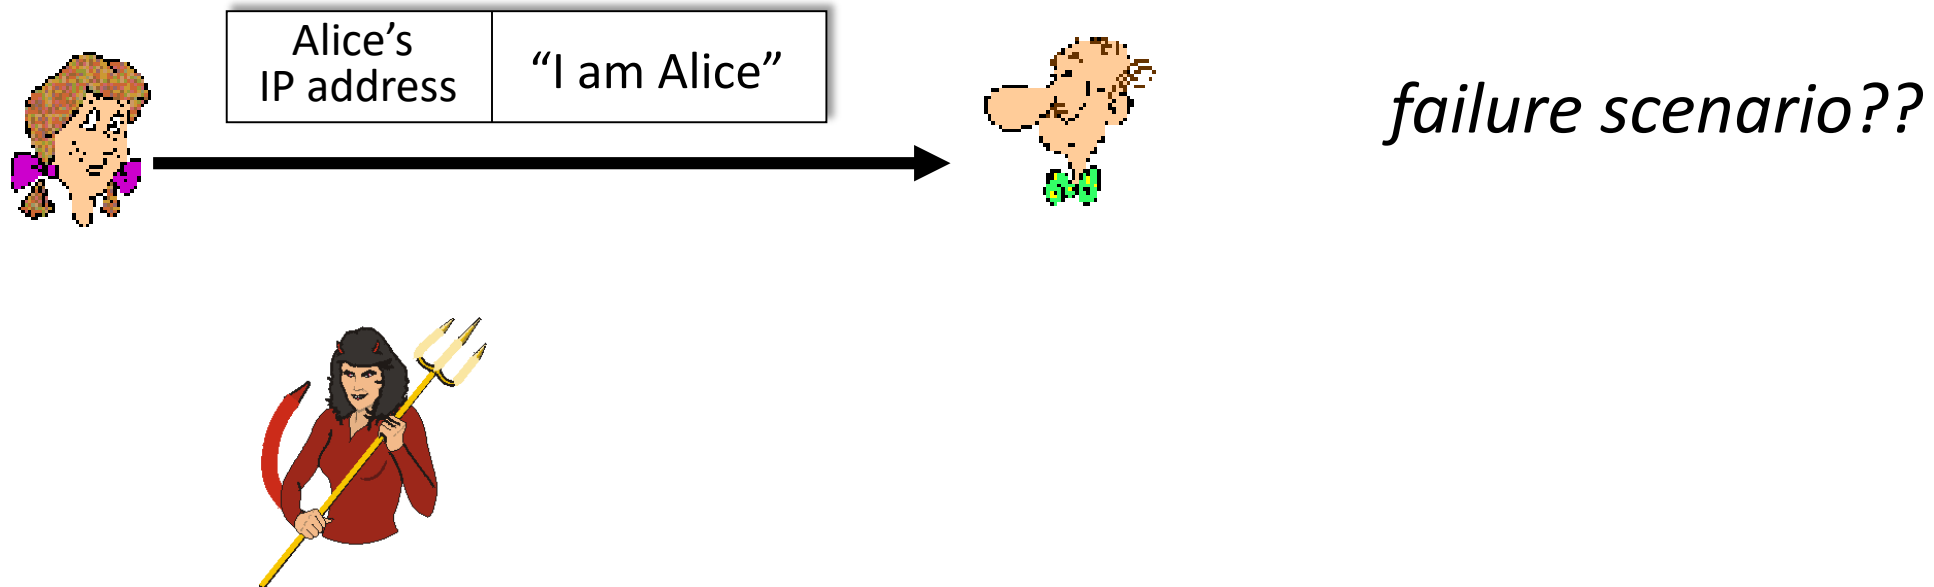 Alice’s
IP address
“I am Alice”
failure scenario??